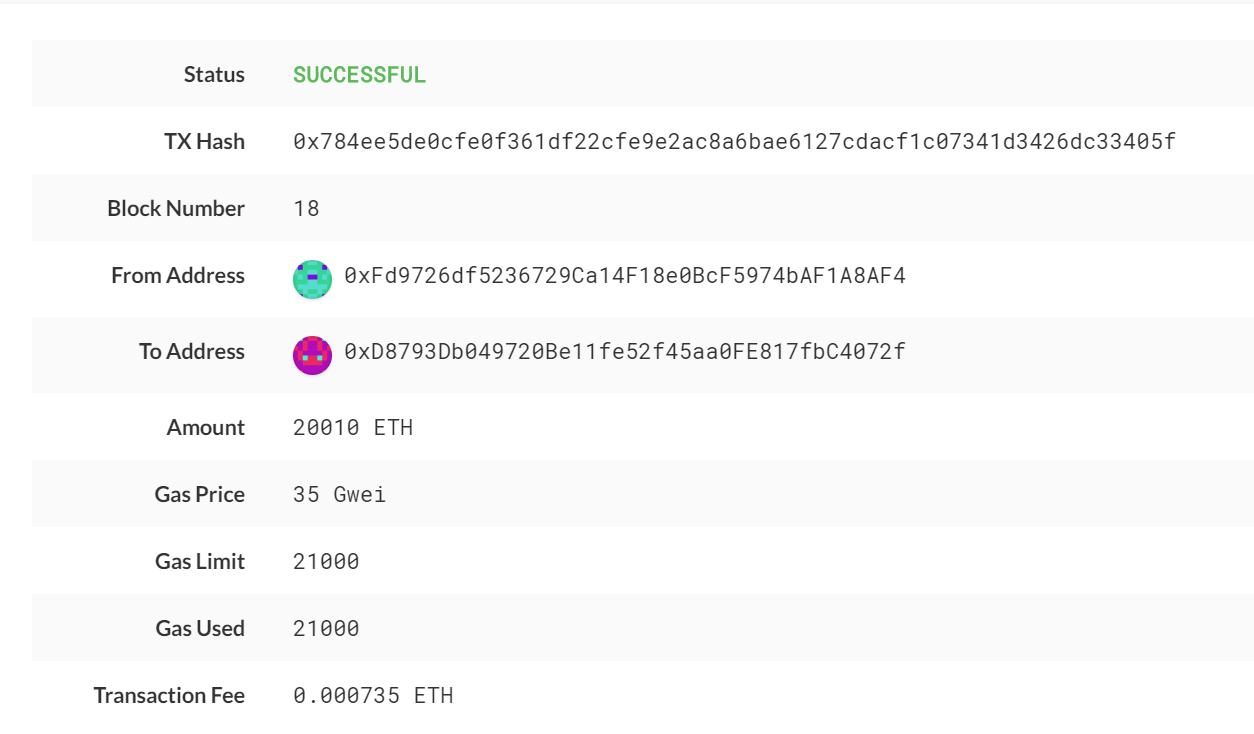 Status SUCCESSFUL
TX Hash 0x784ee5de0cfe0f361df22cfe9e2ac8a6bae6127cdacf1c07341d3426dc33405f
Block Number 18
From Address 0xFd9726df5236729Ca14F18e0BcF5974bAF1A8AF4
To Address 0xD8793Db049720Be11fe52f45aa0FE817fbC4072f
Amount 20010 ETH
Gas Price 35 Gwei
Gas Limit 21000
Gas Used 21000
Transaction Fee 0.000735 ETH